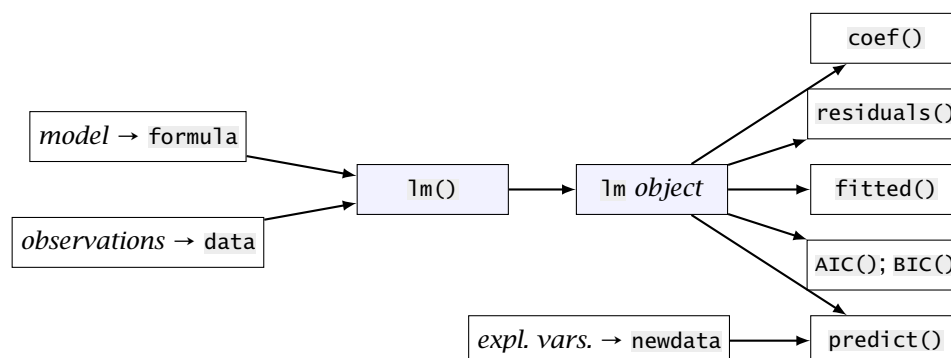 coef()
residuals()
model → formula
lm()
lm object
fitted()
observations → data
AIC(); BIC()
expl. vars. → newdata
predict()